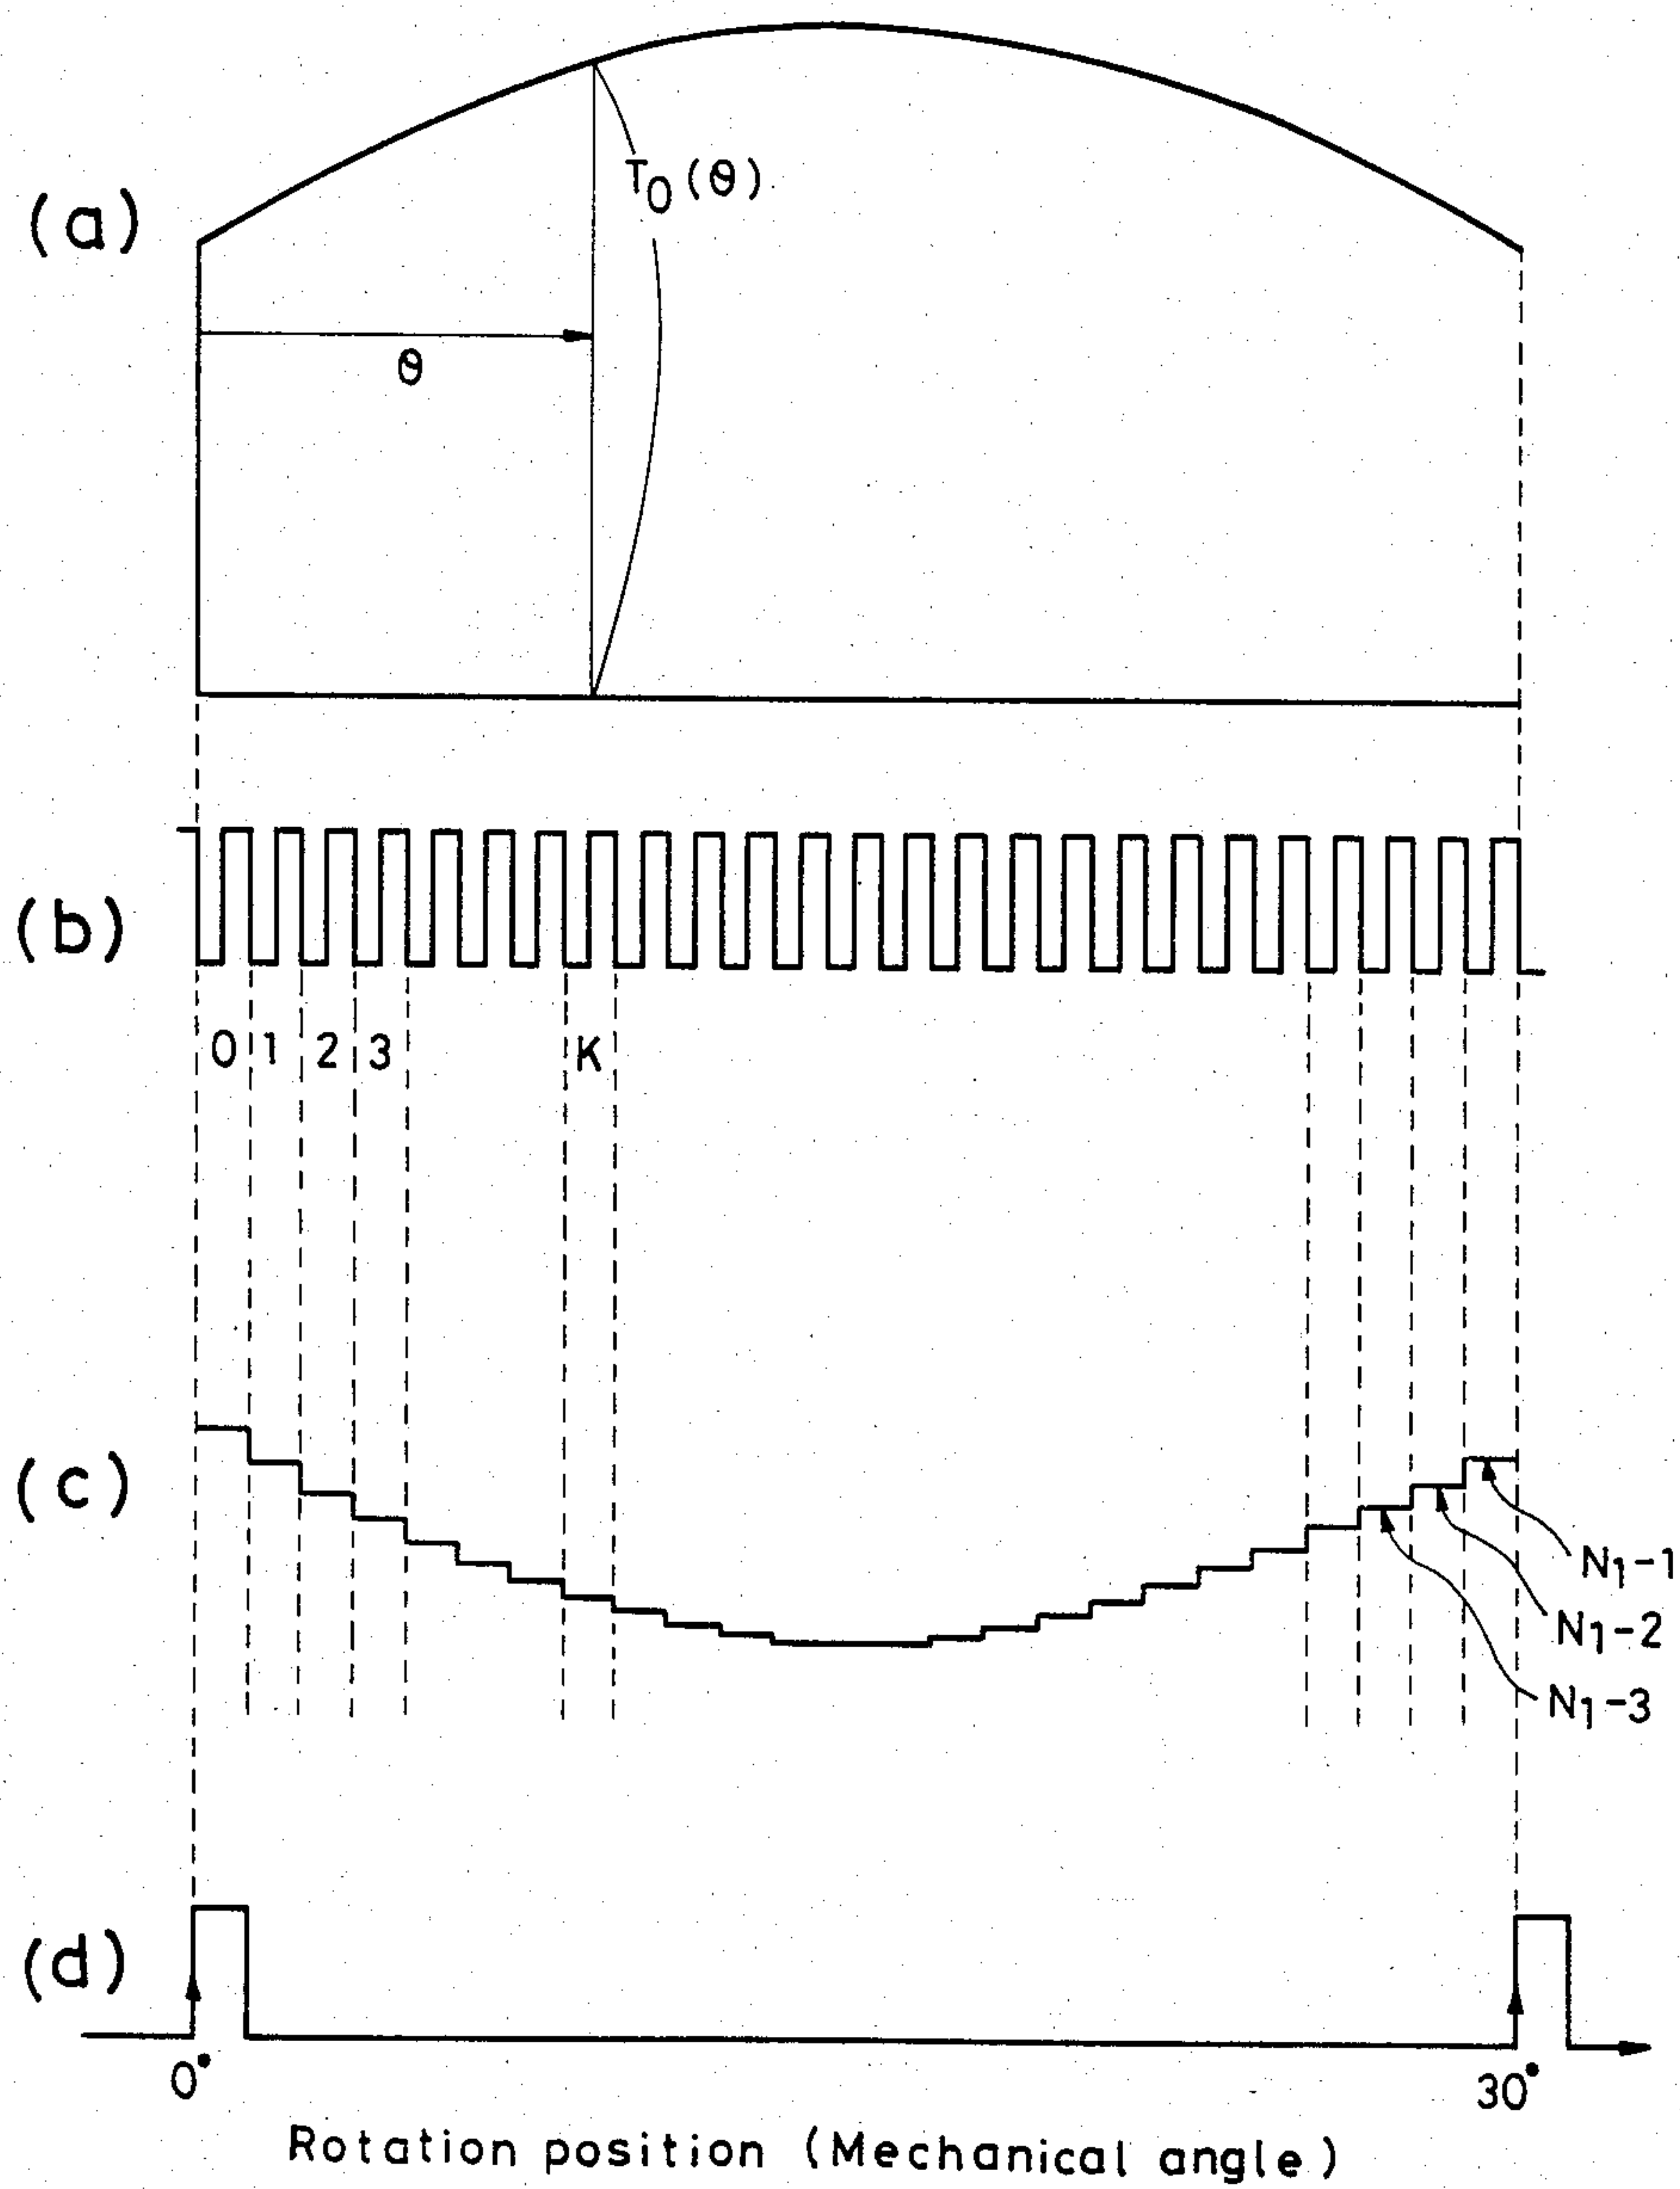 (a)
T0(θ)
θ
(b)
0 1 2 3 K
(c)
N1-1
N1-2
N1-3
(d)
0°
30°
Rotation position (Mechanical angle)